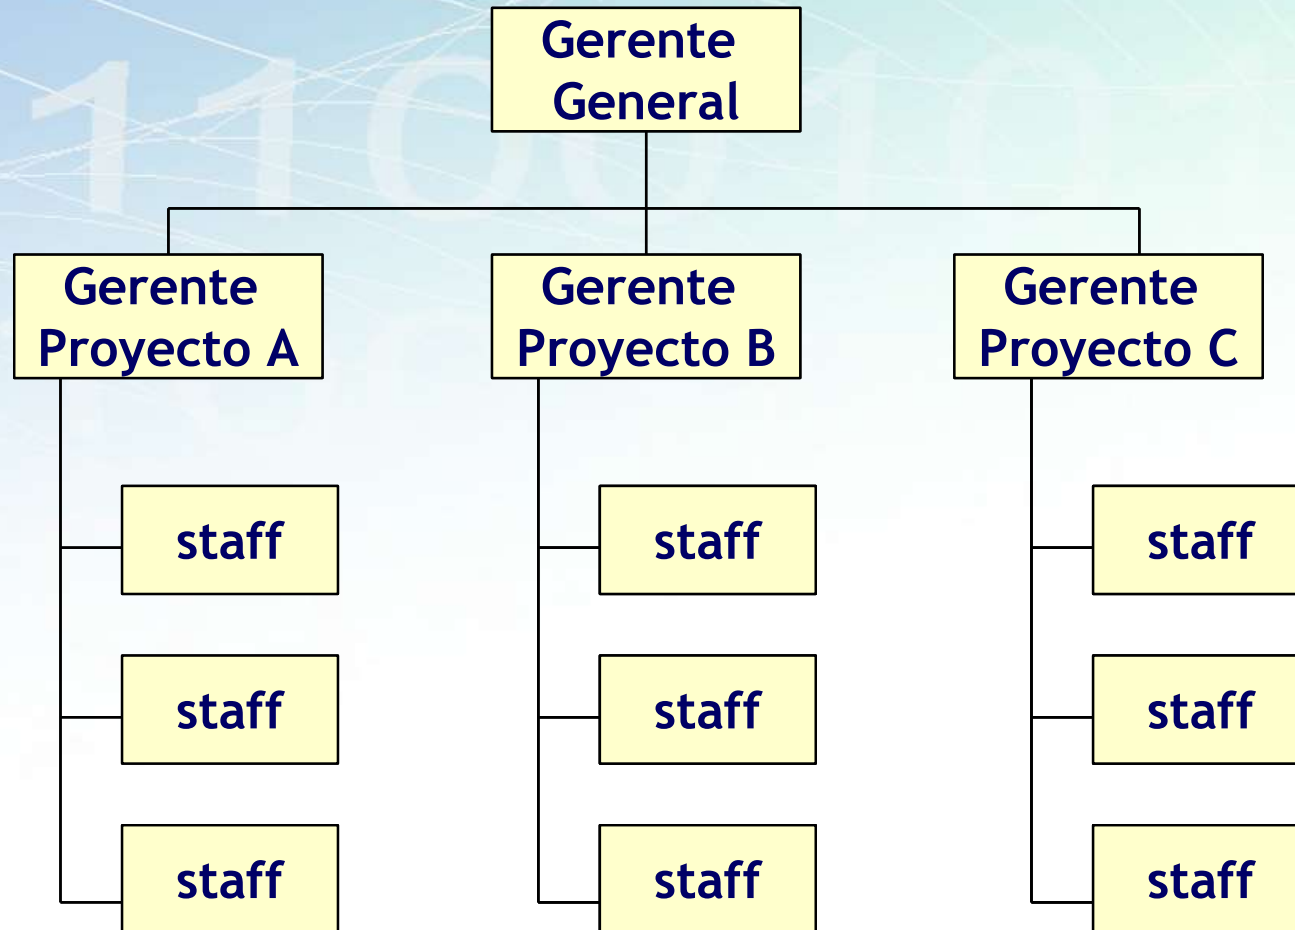 Gerente
General
Gerente
Proyecto A
Gerente
Proyecto B
Gerente
Proyecto C
staff
staff
staff
staff
staff
staff
staff
staff
staff